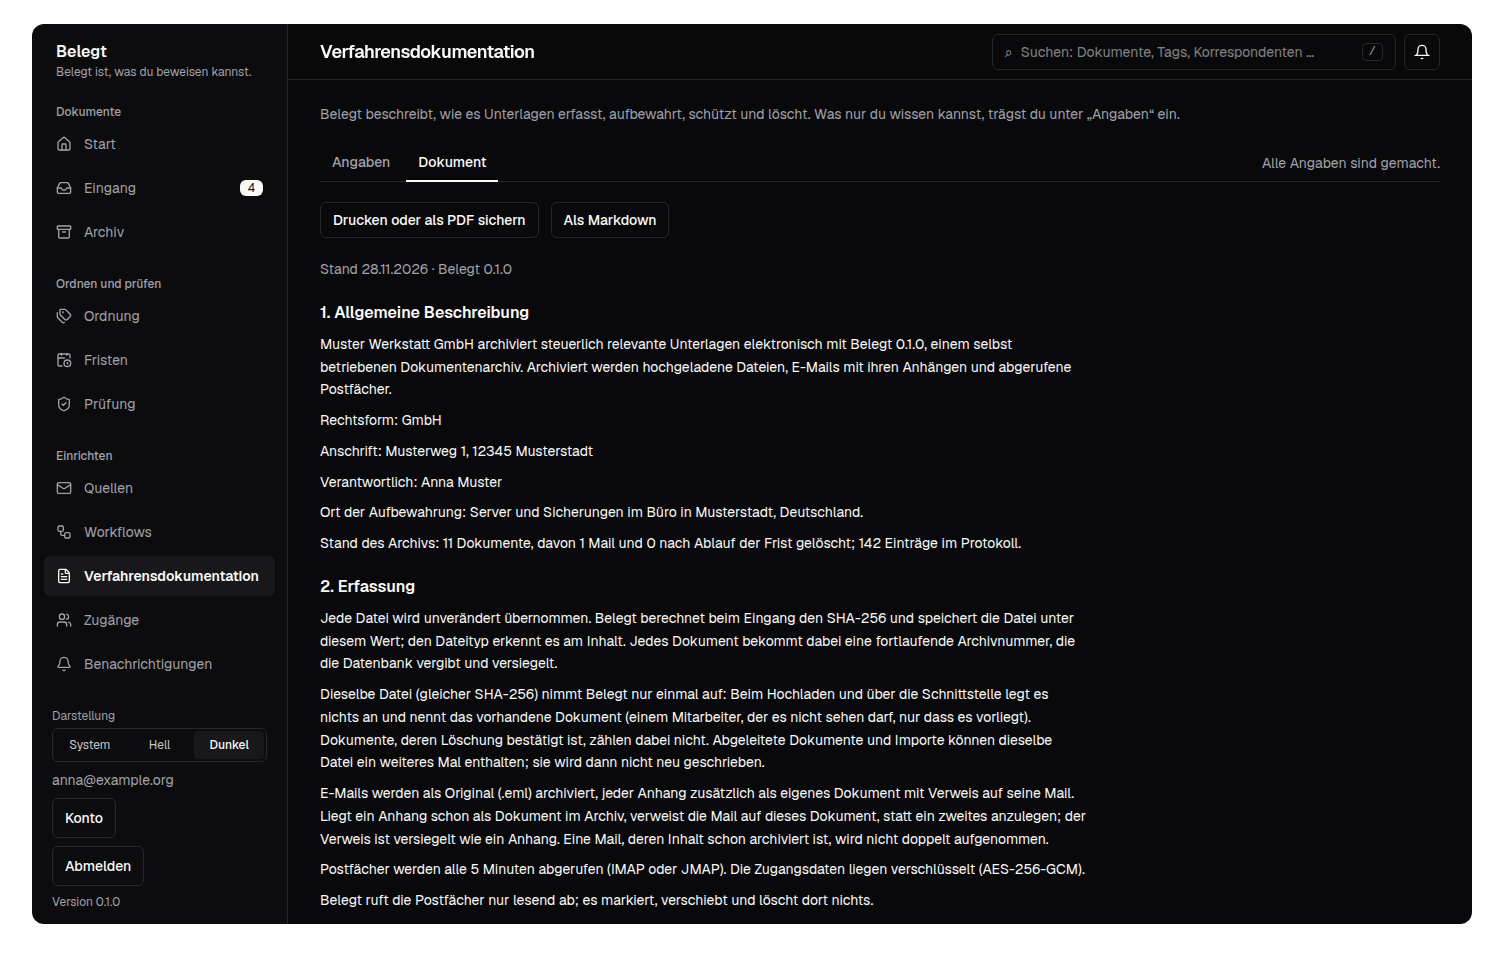 Belegt
Belegt ist, was du beweisen kannst.
Dokumente
Start
Eingang
4
Archiv
Ordnen und prüfen
Ordnung
Fristen
Prüfung
Einrichten
Quellen
Workflows
Verfahrensdokumentation
Zugänge
Benachrichtigungen
Darstellung
System Hell Dunkel
anna@example.org
Konto
Abmelden
Version 0.1.0
Verfahrensdokumentation
Suchen: Dokumente, Tags, Korrespondenten …
/
Belegt beschreibt, wie es Unterlagen erfasst, aufbewahrt, schützt und löscht. Was nur du wissen kannst, trägst du unter „Angaben“ ein.
Angaben Dokument
Alle Angaben sind gemacht.
Drucken oder als PDF sichern Als Markdown
Stand 28.11.2026 · Belegt 0.1.0
1. Allgemeine Beschreibung
Muster Werkstatt GmbH archiviert steuerlich relevante Unterlagen elektronisch mit Belegt 0.1.0, einem selbst
betriebenen Dokumentenarchiv. Archiviert werden hochgeladene Dateien, E-Mails mit ihren Anhängen und abgerufene
Postfächer.
Rechtsform: GmbH
Anschrift: Musterweg 1, 12345 Musterstadt
Verantwortlich: Anna Muster
Ort der Aufbewahrung: Server und Sicherungen im Büro in Musterstadt, Deutschland.
Stand des Archivs: 11 Dokumente, davon 1 Mail und 0 nach Ablauf der Frist gelöscht; 142 Einträge im Protokoll.
2. Erfassung
Jede Datei wird unverändert übernommen. Belegt berechnet beim Eingang den SHA-256 und speichert die Datei unter
diesem Wert; den Dateityp erkennt es am Inhalt. Jedes Dokument bekommt dabei eine fortlaufende Archivnummer, die
die Datenbank vergibt und versiegelt.
Dieselbe Datei (gleicher SHA-256) nimmt Belegt nur einmal auf: Beim Hochladen und über die Schnittstelle legt es
nichts an und nennt das vorhandene Dokument (einem Mitarbeiter, der es nicht sehen darf, nur dass es vorliegt).
Dokumente, deren Löschung bestätigt ist, zählen dabei nicht. Abgeleitete Dokumente und Importe können dieselbe
Datei ein weiteres Mal enthalten; sie wird dann nicht neu geschrieben.
E-Mails werden als Original (.eml) archiviert, jeder Anhang zusätzlich als eigenes Dokument mit Verweis auf seine Mail.
Liegt ein Anhang schon als Dokument im Archiv, verweist die Mail auf dieses Dokument, statt ein zweites anzulegen; der
Verweis ist versiegelt wie ein Anhang. Eine Mail, deren Inhalt schon archiviert ist, wird nicht doppelt aufgenommen.
Postfächer werden alle 5 Minuten abgerufen (IMAP oder JMAP). Die Zugangsdaten liegen verschlüsselt (AES-256-GCM).
Belegt ruft die Postfächer nur lesend ab; es markiert, verschiebt und löscht dort nichts.